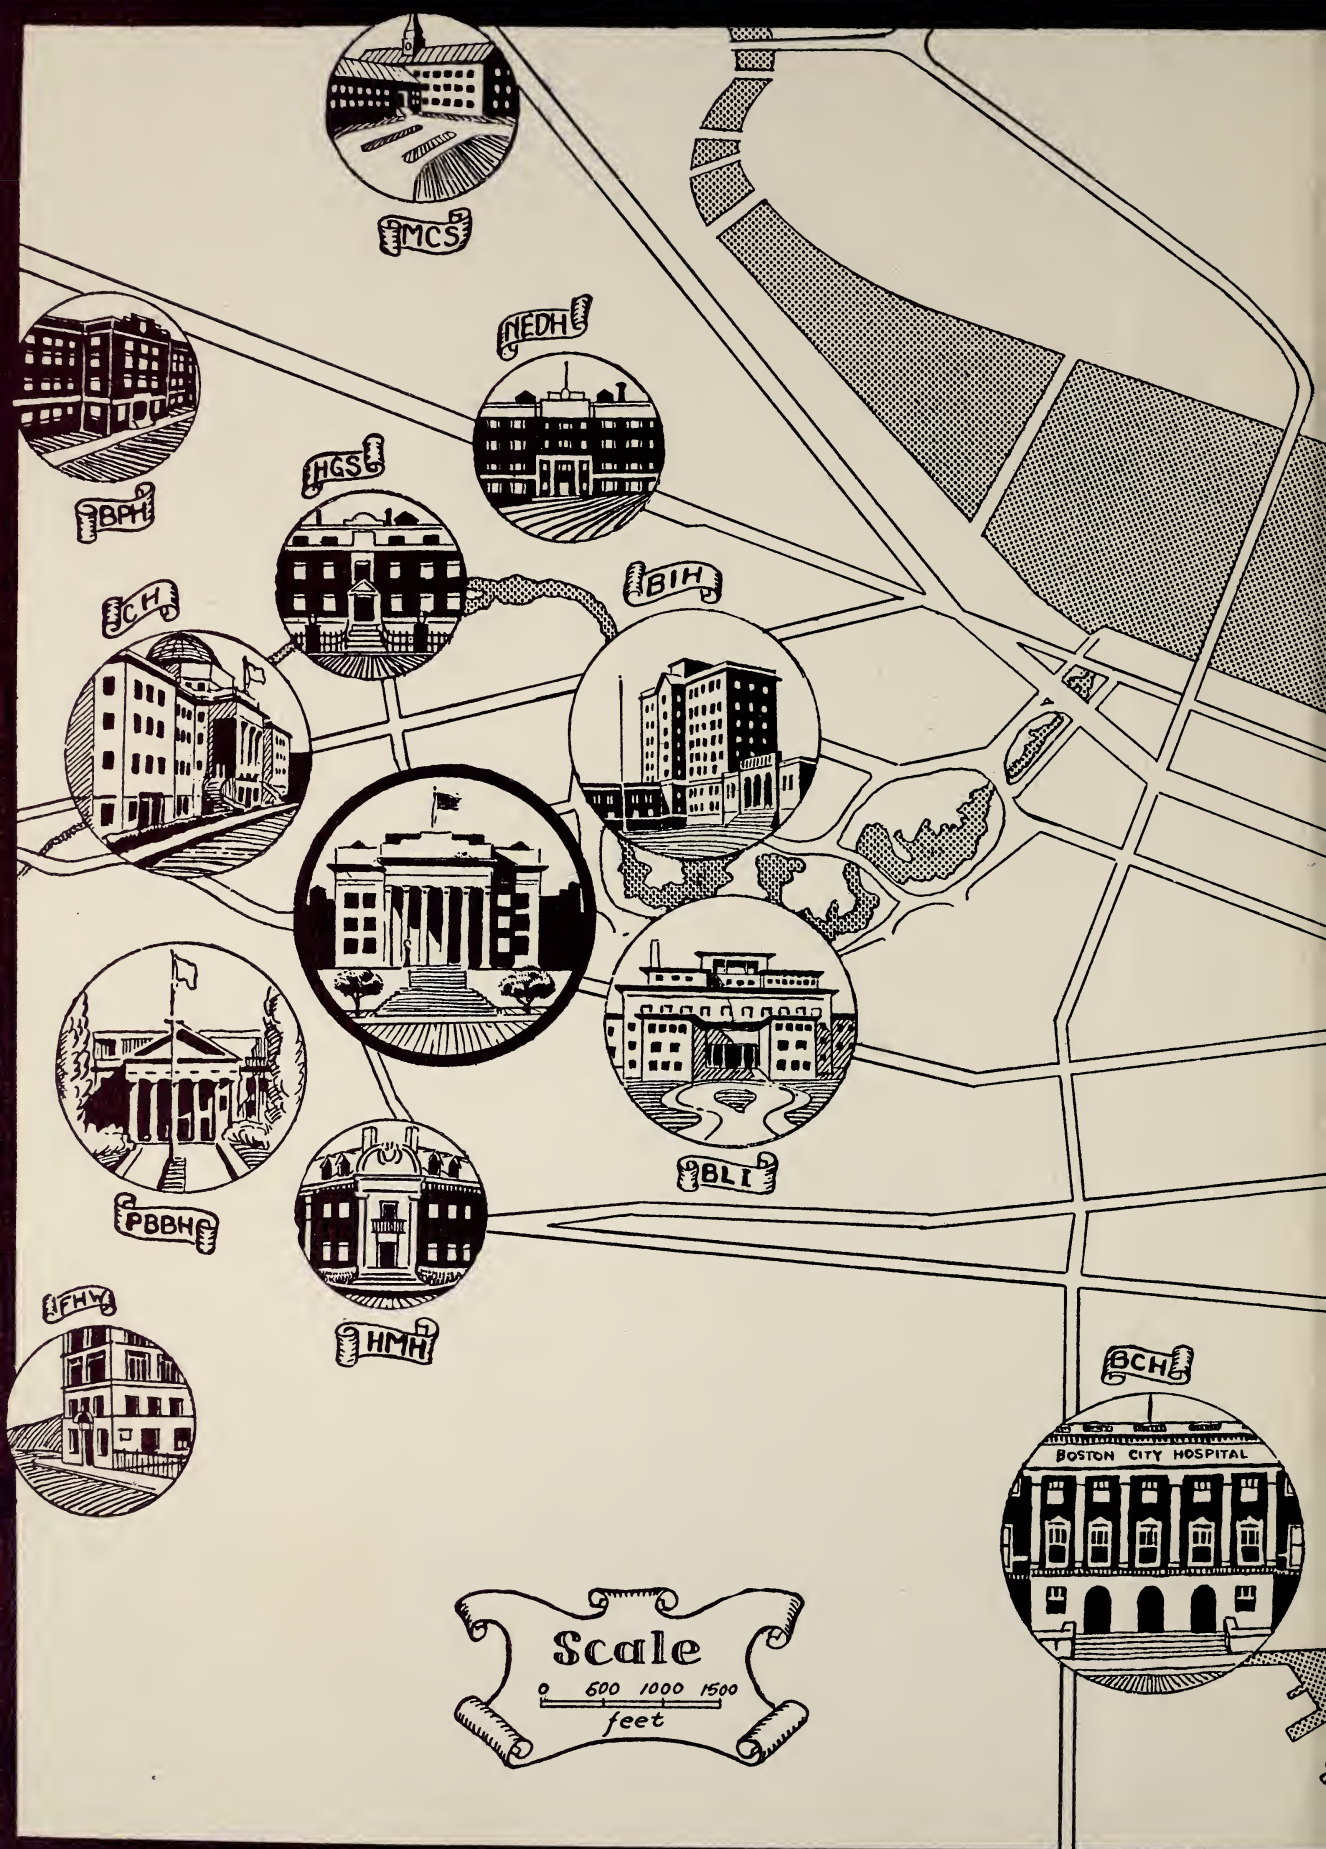 MCS
NEDH
HGS
BPH
BIH
CH
BLI
PBBH
FHW
HMH
BCH
BOSTON CITY HOSPITAL
Scale
0 600 1000 1500
feet